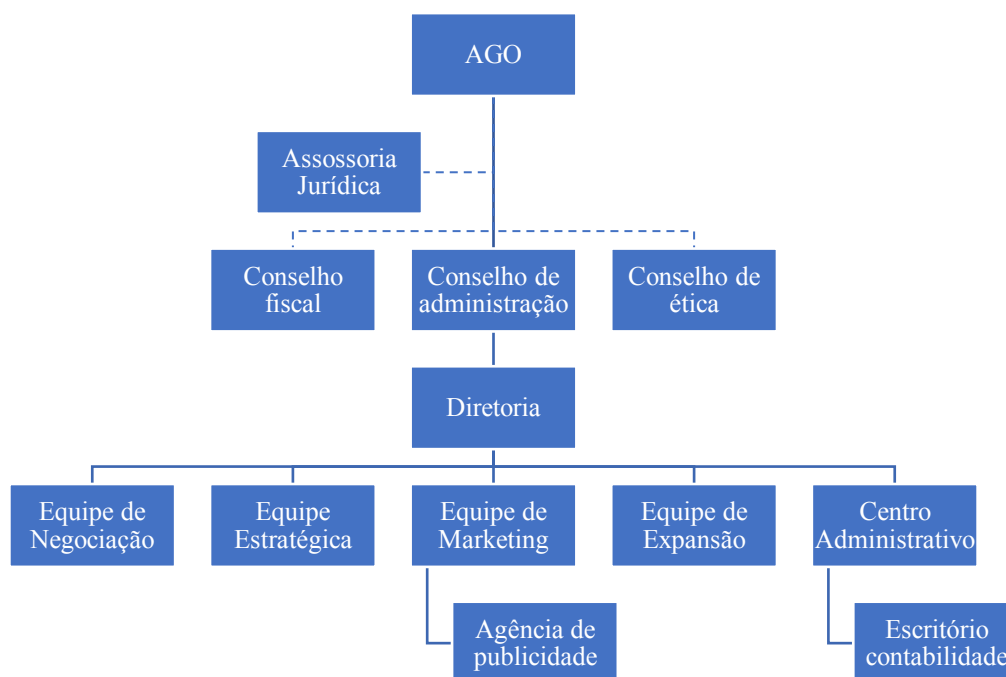 AGO
Assossoria
Jurídica
Conselho
fiscal
Conselho de
administração
Conselho de
ética
Diretoria
Equipe de
Negociação
Equipe
Estratégica
Equipe de
Marketing
Equipe de
Expansão
Centro
Administrativo
Agência de
publicidade
Escritório
contabilidade